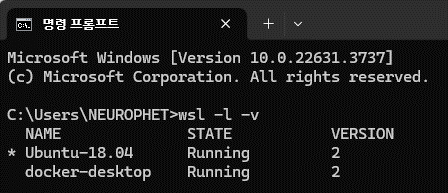 명령 프롬프트
Microsoft Windows [Version 10.0.22631.3737]
(c) Microsoft Corporation. All rights reserved.
C:\Users\NEUROPHET>wsl -l -v
  NAME              STATE           VERSION
* Ubuntu-18.04      Running         2
  docker-desktop    Running         2